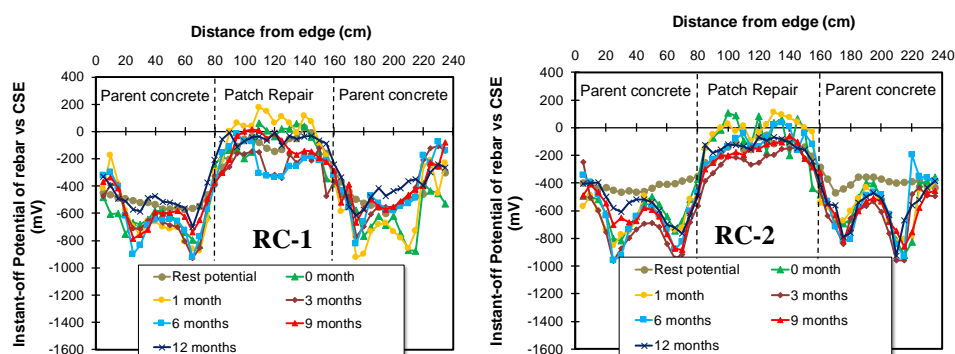 Distance from edge (cm)
0 20 40 60 80 100 120 140 160 180 200 220 240
Instant-off Potential of rebar vs CSE
(mV)
400
200
0
-200
-400
-600
-800
-1000
-1200
-1400
-1600
Parent concrete
Patch Repair
Parent concrete
RC-1
Rest potential
0 month
1 month
3 months
6 months
9 months
12 months
Distance from edge (cm)
0 20 40 60 80 100 120 140 160 180 200 220 240
Instant-off Potential of rebar vs CSE
(mV)
400
200
0
-200
-400
-600
-800
-1000
-1200
-1400
-1600
Parent concrete
Patch Repair
Parent concrete
RC-2
Rest potential
0 month
1 month
3 months
6 months
9 months
12 months